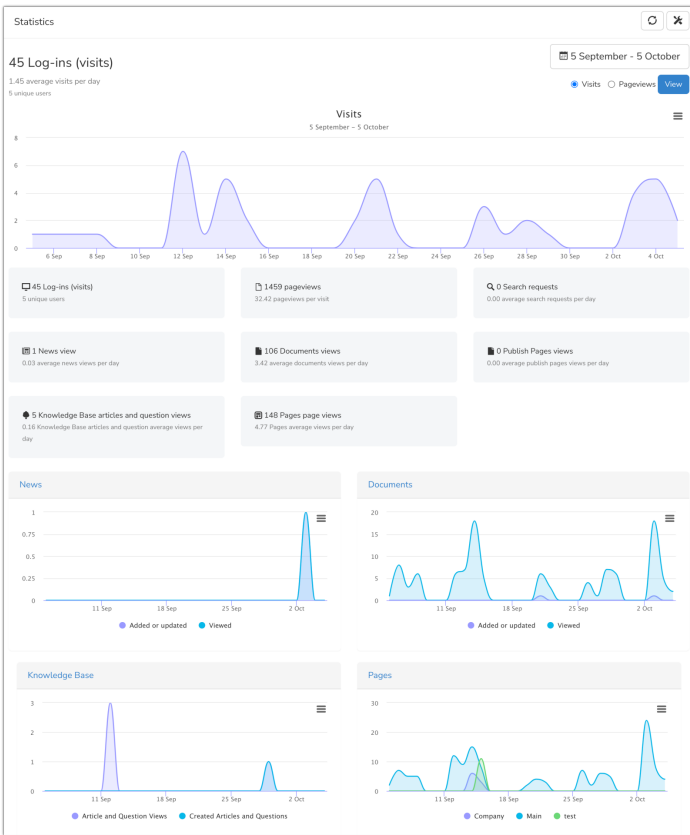 Statistics
45 Log-ins (visits)
5 September - 5 October
1.45 average visits per day
5 unique users
Visits
Pageviews
View
Visits
5 September - 5 October
8
6
4
2
0
6 Sep 8 Sep 10 Sep 12 Sep 14 Sep 16 Sep 18 Sep 20 Sep 22 Sep 24 Sep 26 Sep 28 Sep 30 Sep 2 Oct 4 Oct
45 Log-ins (visits)
5 unique users
1459 pageviews
32.42 pageviews per visit
0 Search requests
0.00 average search requests per day
1 News view
0.03 average news views per day
106 Documents views
3.42 average documents views per day
0 Publish Pages views
0.00 average publish pages views per day
5 Knowledge Base articles and question views
0.16 Knowledge Base articles and question average views per
day
148 Pages page views
4.77 Pages average views per day
News
1
0.75
0.5
0.25
0
11 Sep 18 Sep 25 Sep 2 Oct
Added or updated Viewed
Documents
20
15
10
5
0
11 Sep 18 Sep 25 Sep 2 Oct
Added or updated Viewed
Knowledge Base
3
2
1
0
11 Sep 18 Sep 25 Sep 2 Oct
Article and Question Views Created Articles and Questions
Pages
30
20
10
0
11 Sep 18 Sep 25 Sep 2 Oct
Company Main test